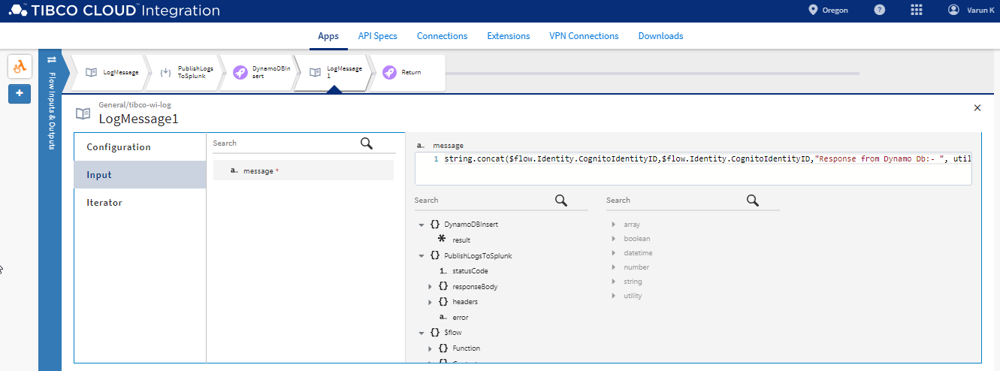 TIBCO CLOUD™ Integration
Oregon
?
Varun K
Apps
API Specs
Connections
Extensions
VPN Connections
Downloads
+
Flow Inputs & Outputs
LogMessage
PublishLogs
ToSplunk
DynamoDBIn
sert
LogMessage
1
Return
General/tibco-wi-log
LogMessage1
Configuration
Input
Iterator
Search
a.. message *
a.. message
1 string.concat($flow.Identity.CognitoIdentityID,$flow.Identity.CognitoIdentityID,"Response from Dynamo Db:- ", util
Search
{} DynamoDBInsert
* result
{} PublishLogsToSplunk
1.. statusCode
{} responseBody
{} headers
a.. error
{} $flow
{} Function
Search
array
boolean
datetime
number
string
utility